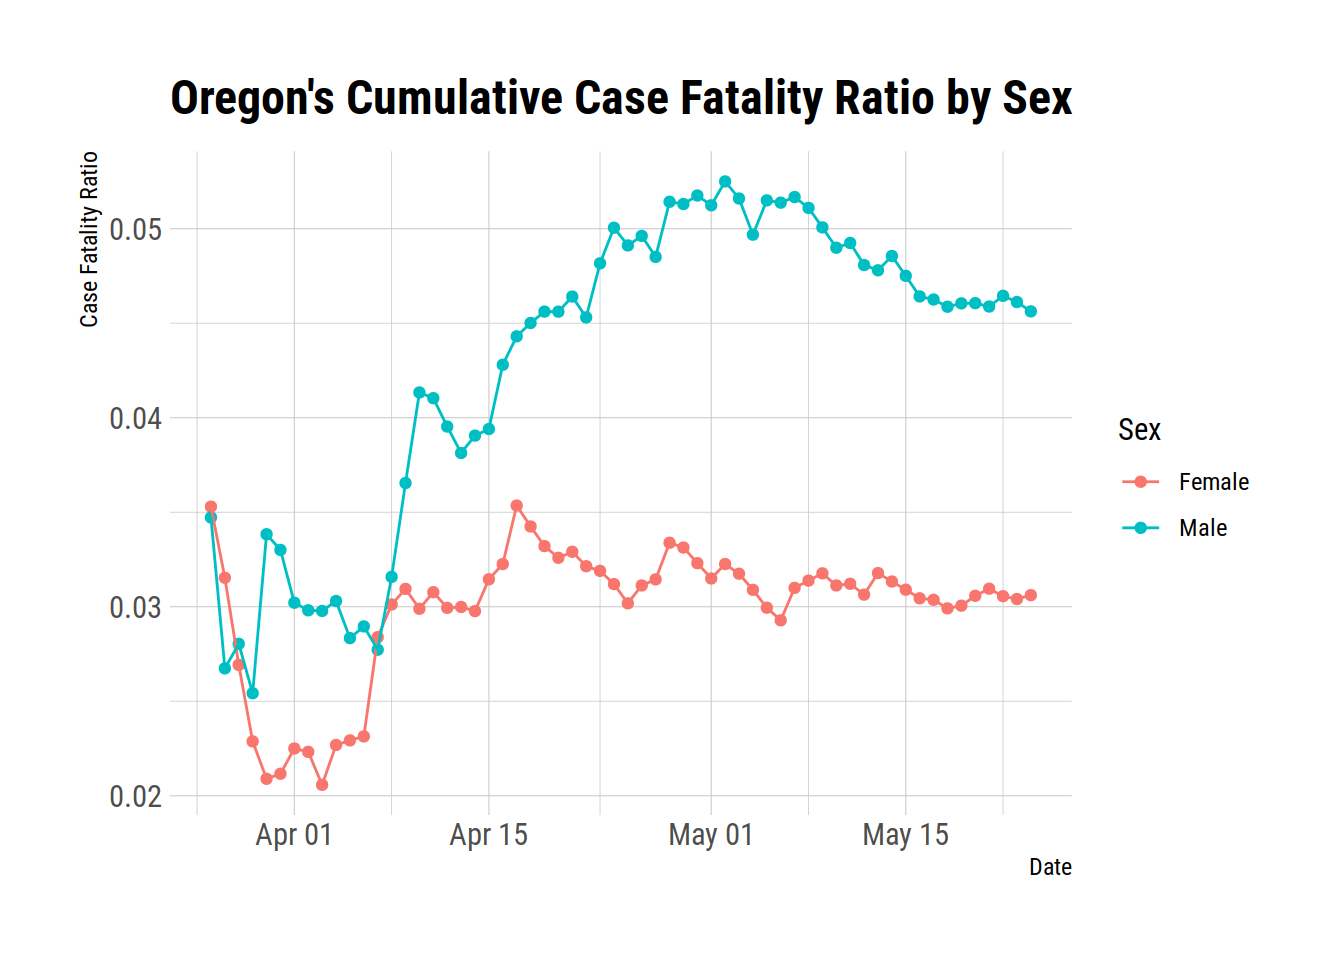 Oregon's Cumulative Case Fatality Ratio by Sex
Case Fatality Ratio
0.05
0.04
0.03
0.02
Apr 01
Apr 15
May 01
May 15
Date
Sex
Female
Male